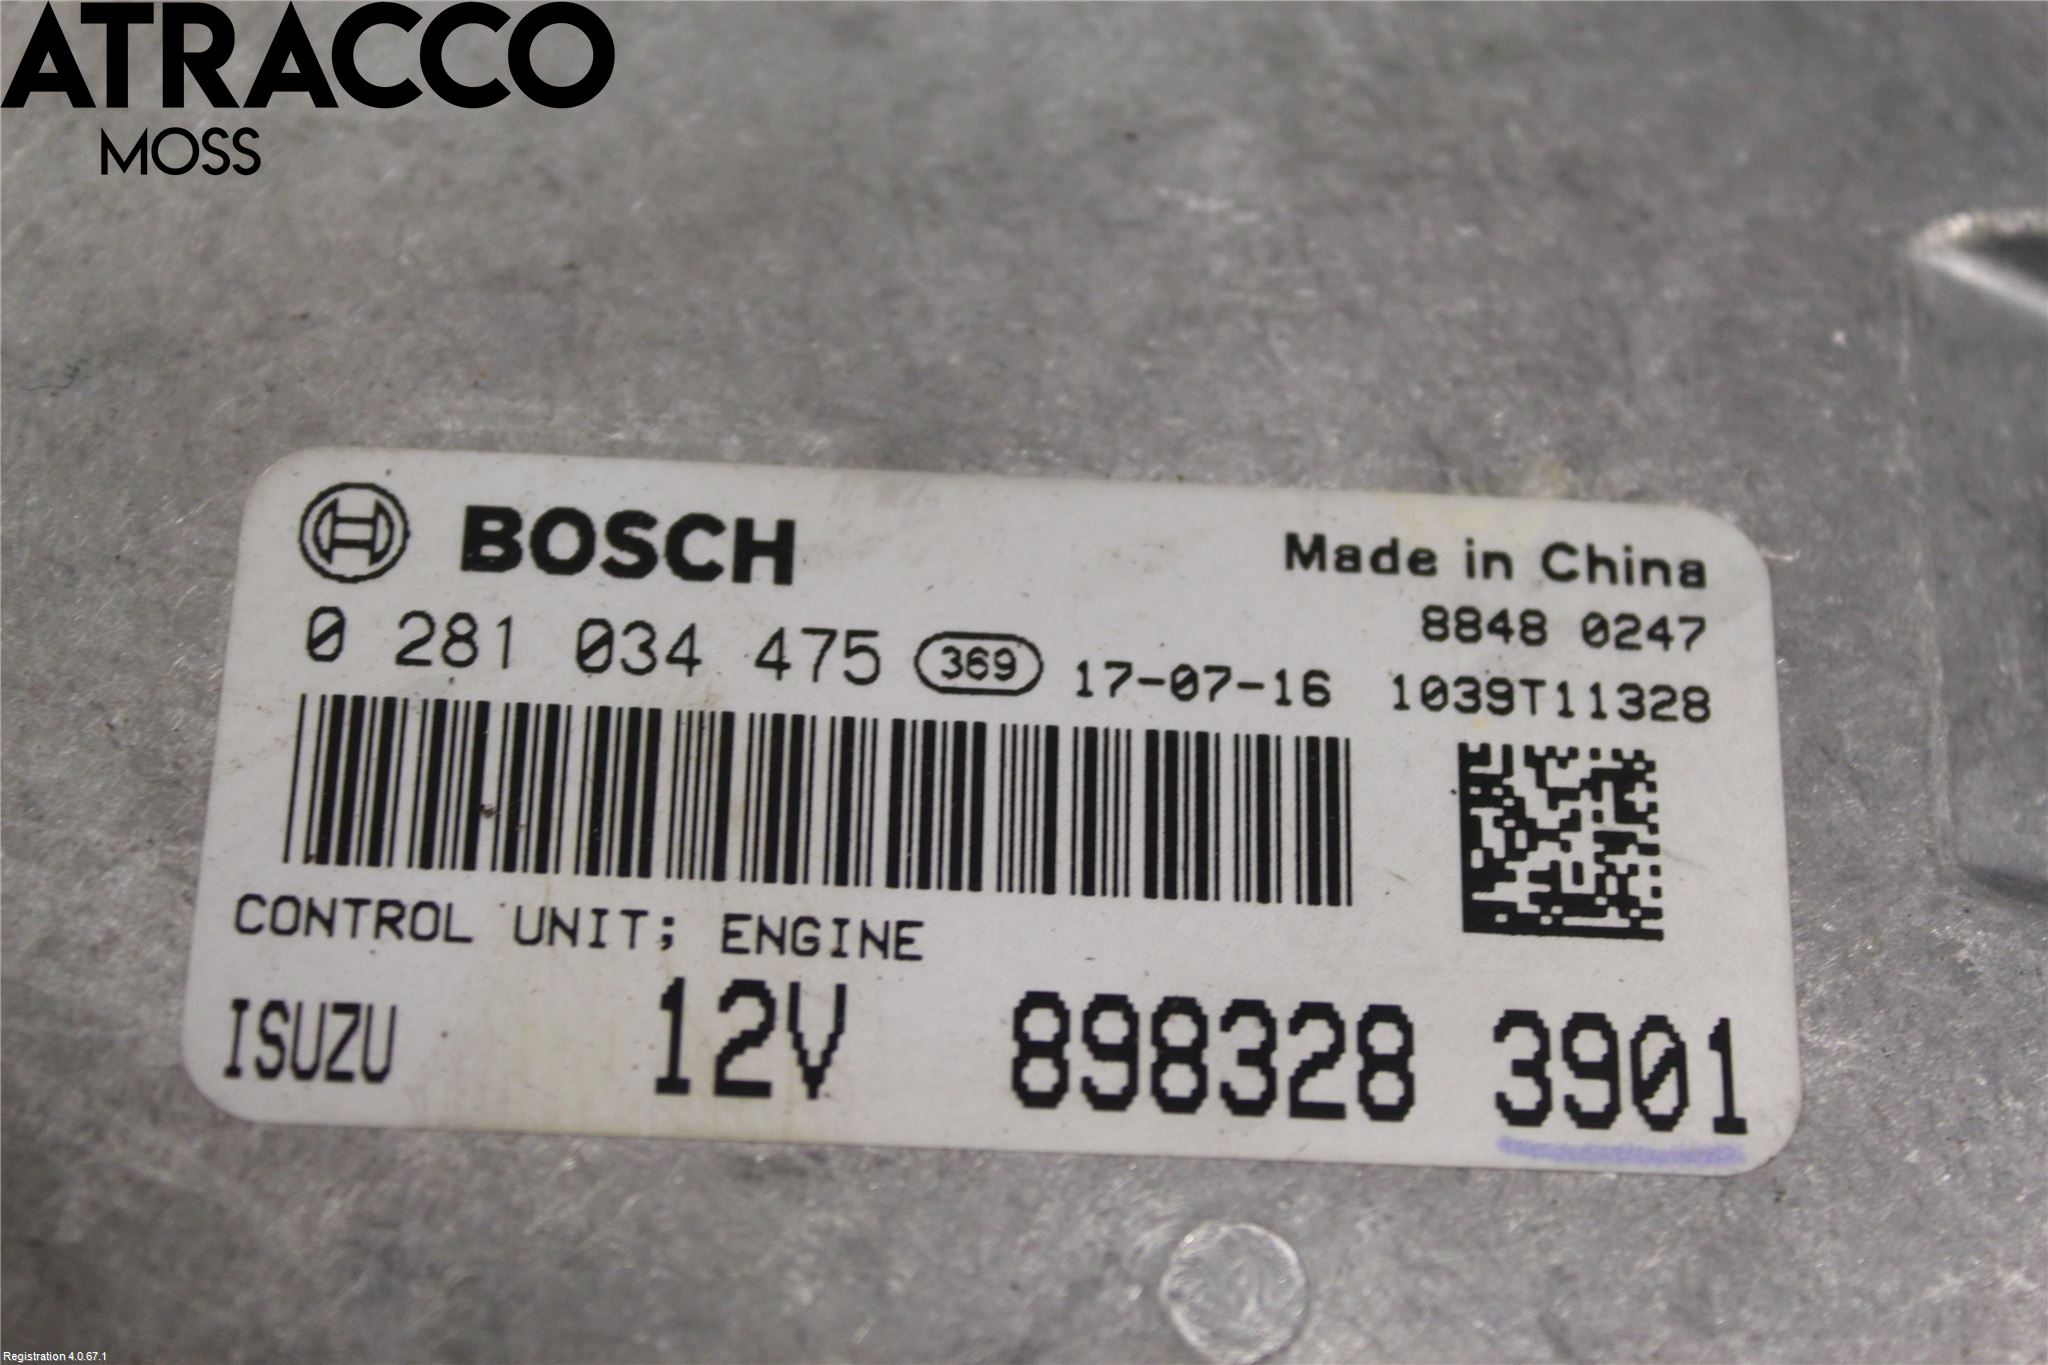 ATRACCO
MOSS
BOSCH
Made in China
8848 0247
0 281 034 475 369 17-07-16 1039T11328
CONTROL UNIT; ENGINE
ISUZU 12V 898328 3901
Registration 4.0.67.1